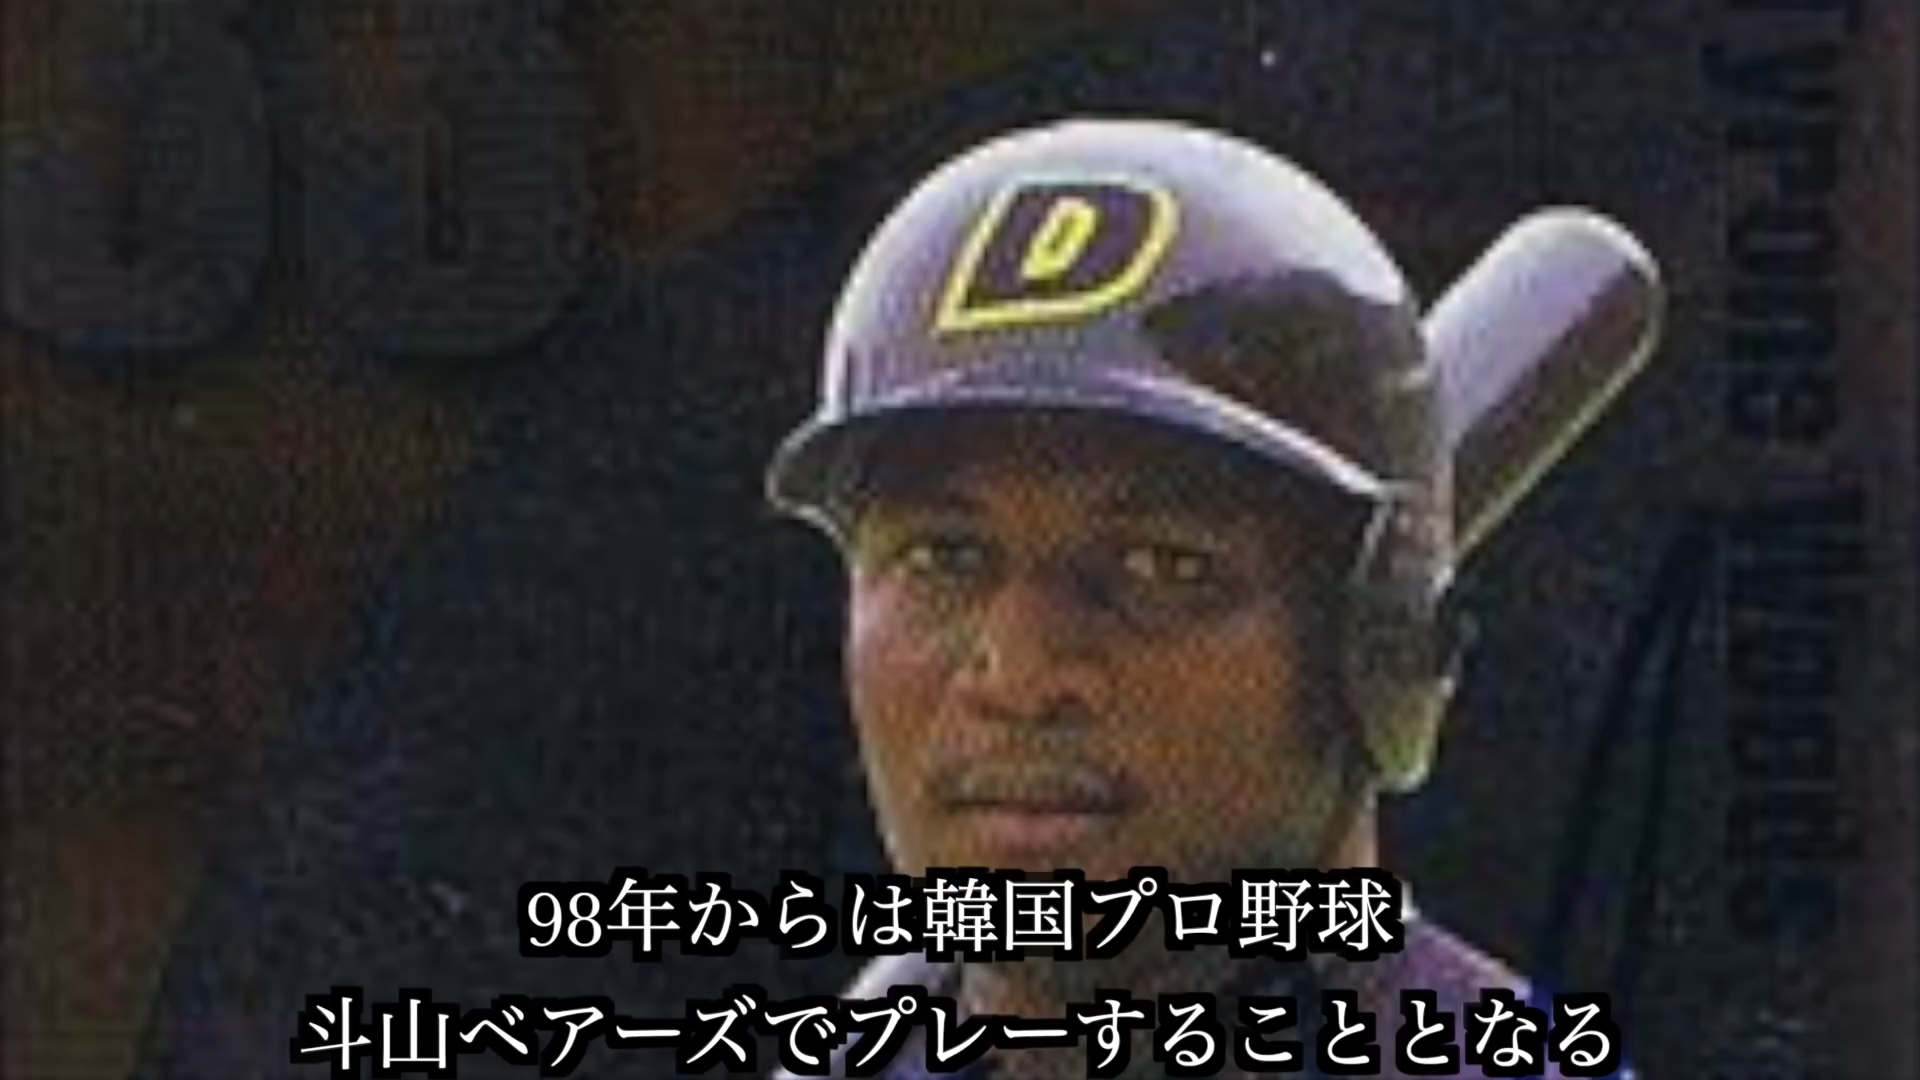 D
98年からは韓国プロ野球
斗山ベアーズでプレーすることとなる